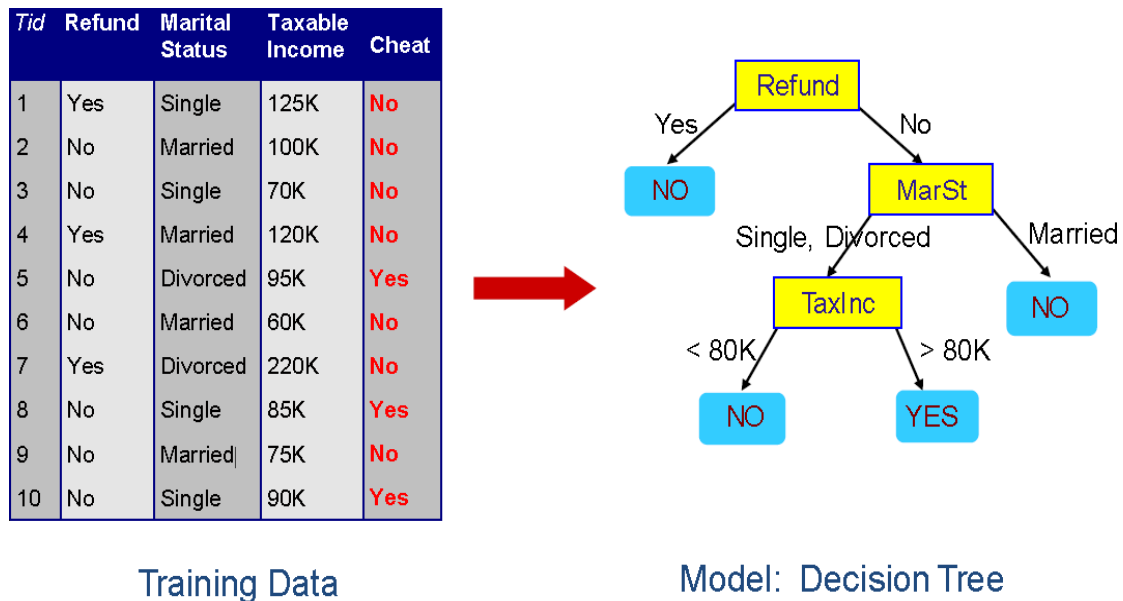 Tid Refund Marital Status Taxable Income Cheat
1 Yes Single 125K No
2 No Married 100K No
3 No Single 70K No
4 Yes Married 120K No
5 No Divorced 95K Yes
6 No Married 60K No
7 Yes Divorced 220K No
8 No Single 85K Yes
9 No Married 75K No
10 No Single 90K Yes
Training Data
Refund
Yes No
NO MarSt
Single, Divorced Married
TaxInc NO
< 80K > 80K
NO YES
Model: Decision Tree